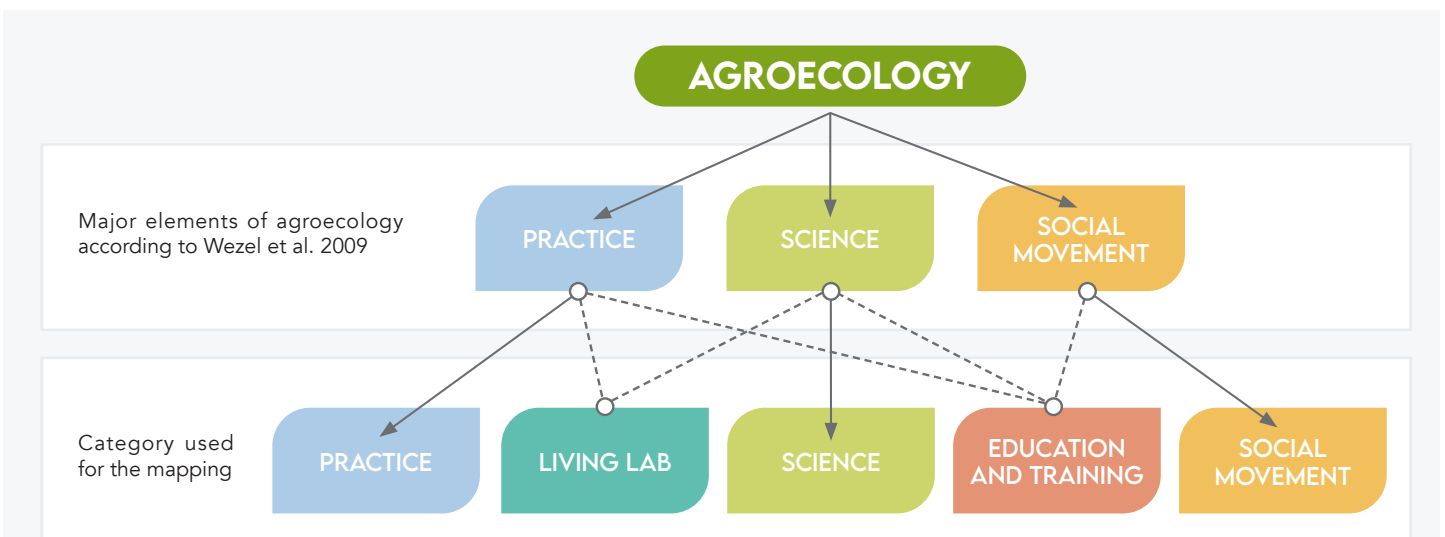 AGROECOLOGY
Major elements of agroecology
according to Wezel et al. 2009
PRACTICE
SCIENCE
SOCIAL
MOVEMENT
Category used
for the mapping
PRACTICE
LIVING LAB
SCIENCE
EDUCATION
AND TRAINING
SOCIAL
MOVEMENT